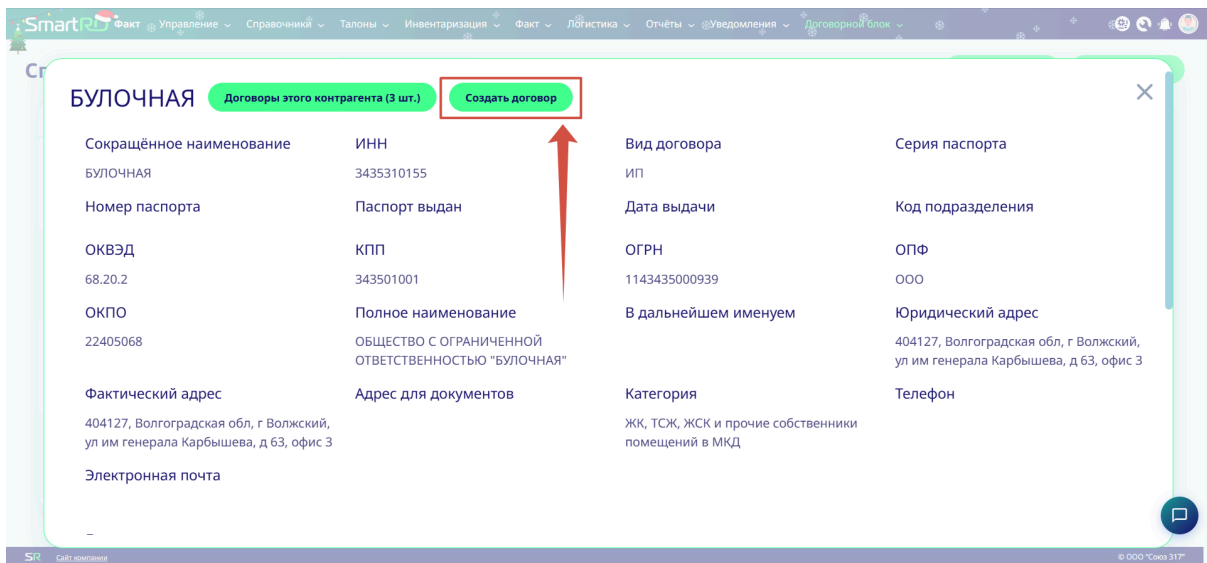 SmartRO Факт Управление Справочники Талоны Инвентаризация Факт Логистика Отчёты Уведомления Договорной блок
БУЛОЧНАЯ Договоры этого контрагента (3 шт.) Создать договор
Сокращённое наименование ИНН Вид договора Серия паспорта
БУЛОЧНАЯ 3435310155 ИП
Номер паспорта Паспорт выдан Дата выдачи Код подразделения
ОКВЭД КПП ОГРН ОПФ
68.20.2 343501001 1143435000939 ООО
ОКПО Полное наименование В дальнейшем именуем Юридический адрес
22405068 ОБЩЕСТВО С ОГРАНИЧЕННОЙ 404127, Волгоградская обл, г Волжский,
ОТВЕТСТВЕННОСТЬЮ "БУЛОЧНАЯ" ул им генерала Карбышева, д 63, офис 3
Фактический адрес Адрес для документов Категория Телефон
404127, Волгоградская обл, г Волжский, ЖК, ТСЖ, ЖСК и прочие собственники
ул им генерала Карбышева, д 63, офис 3 помещений в МКД
Электронная почта
SR Сайт компании © ООО "Союз 317"